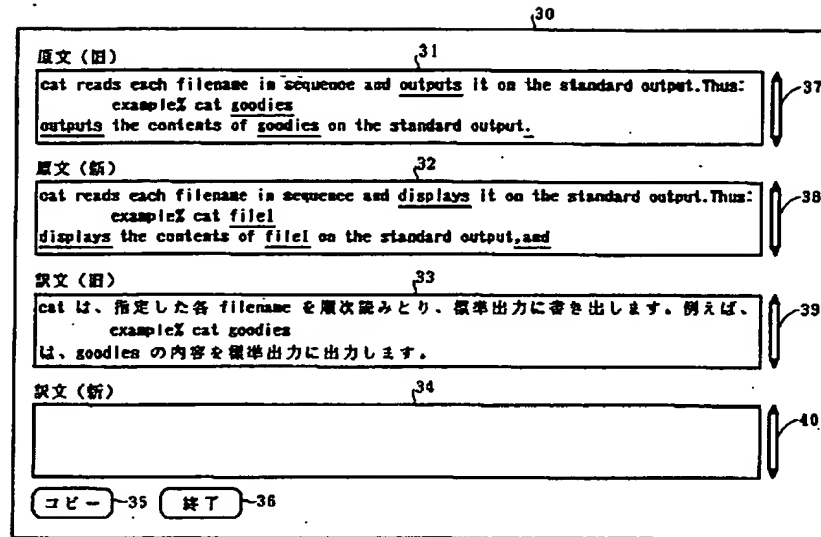 30
原文（旧）
31
cat reads each filename in sequence and outputs it on the standard output.Thus:
example% cat goodies
outputs the contents of goodies on the standard output.
37
原文（新）
32
cat reads each filename in sequence and displays it on the standard output.Thus:
example% cat file1
displays the contents of file1 on the standard output,and
38
訳文（旧）
33
cat は、指定した各 filename を順次読みとり、標準出力に書き出します。例えば、
example% cat goodies
は、goodies の内容を標準出力に出力します。
39
訳文（新）
34
40
コピー 35 終了 36